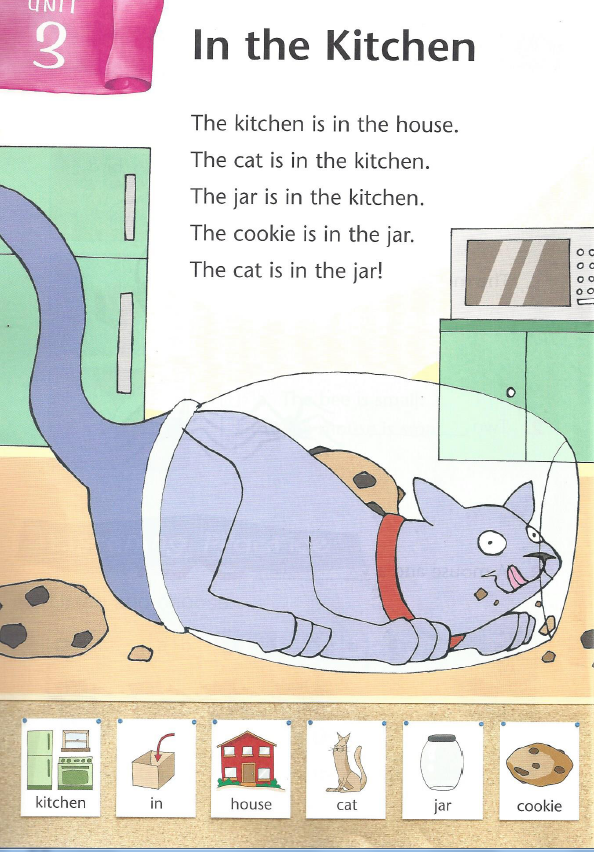 UNIT
3
In the Kitchen
The kitchen is in the house.
The cat is in the kitchen.
The jar is in the kitchen.
The cookie is in the jar.
The cat is in the jar!
kitchen
in
house
cat
jar
cookie